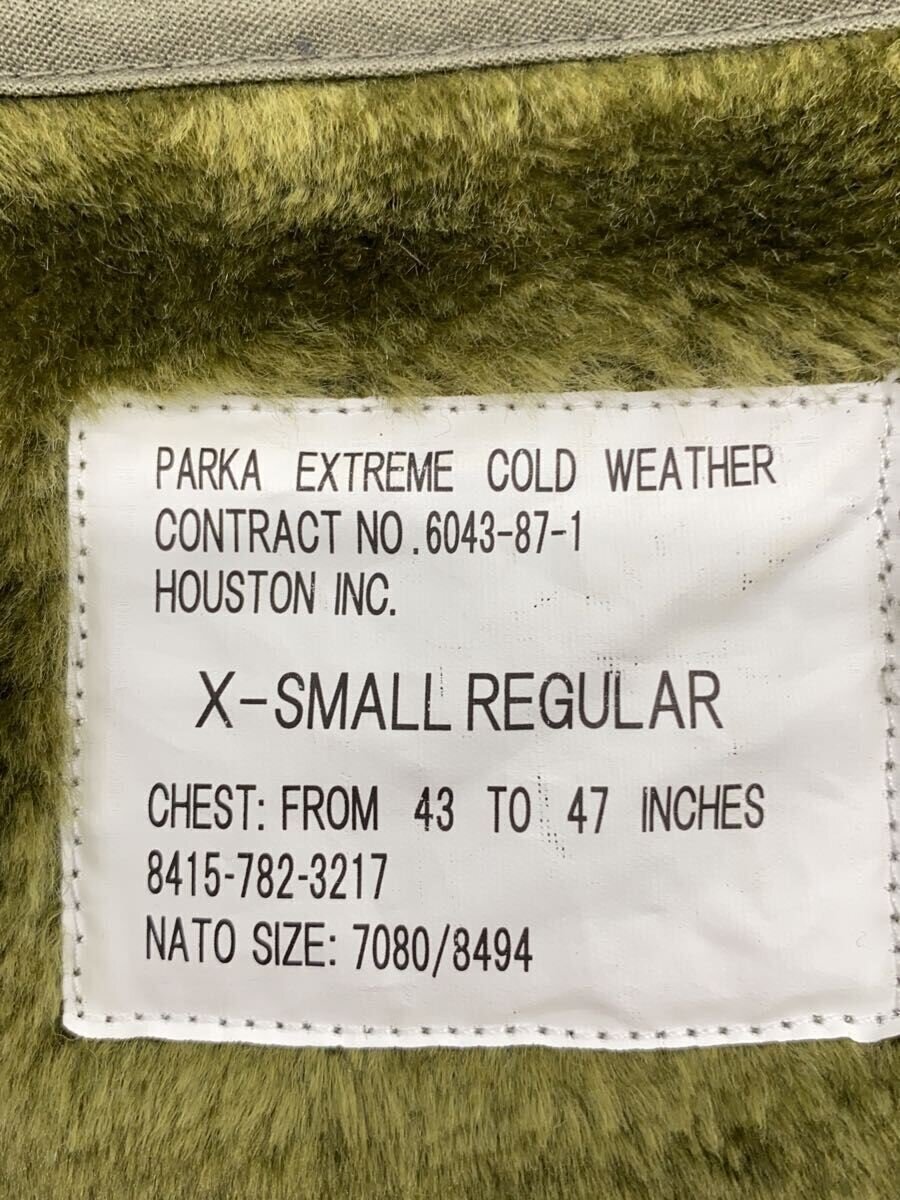 PARKA EXTREME COLD WEATHER
CONTRACT NO.6043-87-1
HOUSTON INC.
X-SMALL REGULAR
CHEST: FROM 43 TO 47 INCHES
8415-782-3217
NATO SIZE: 7080/8494